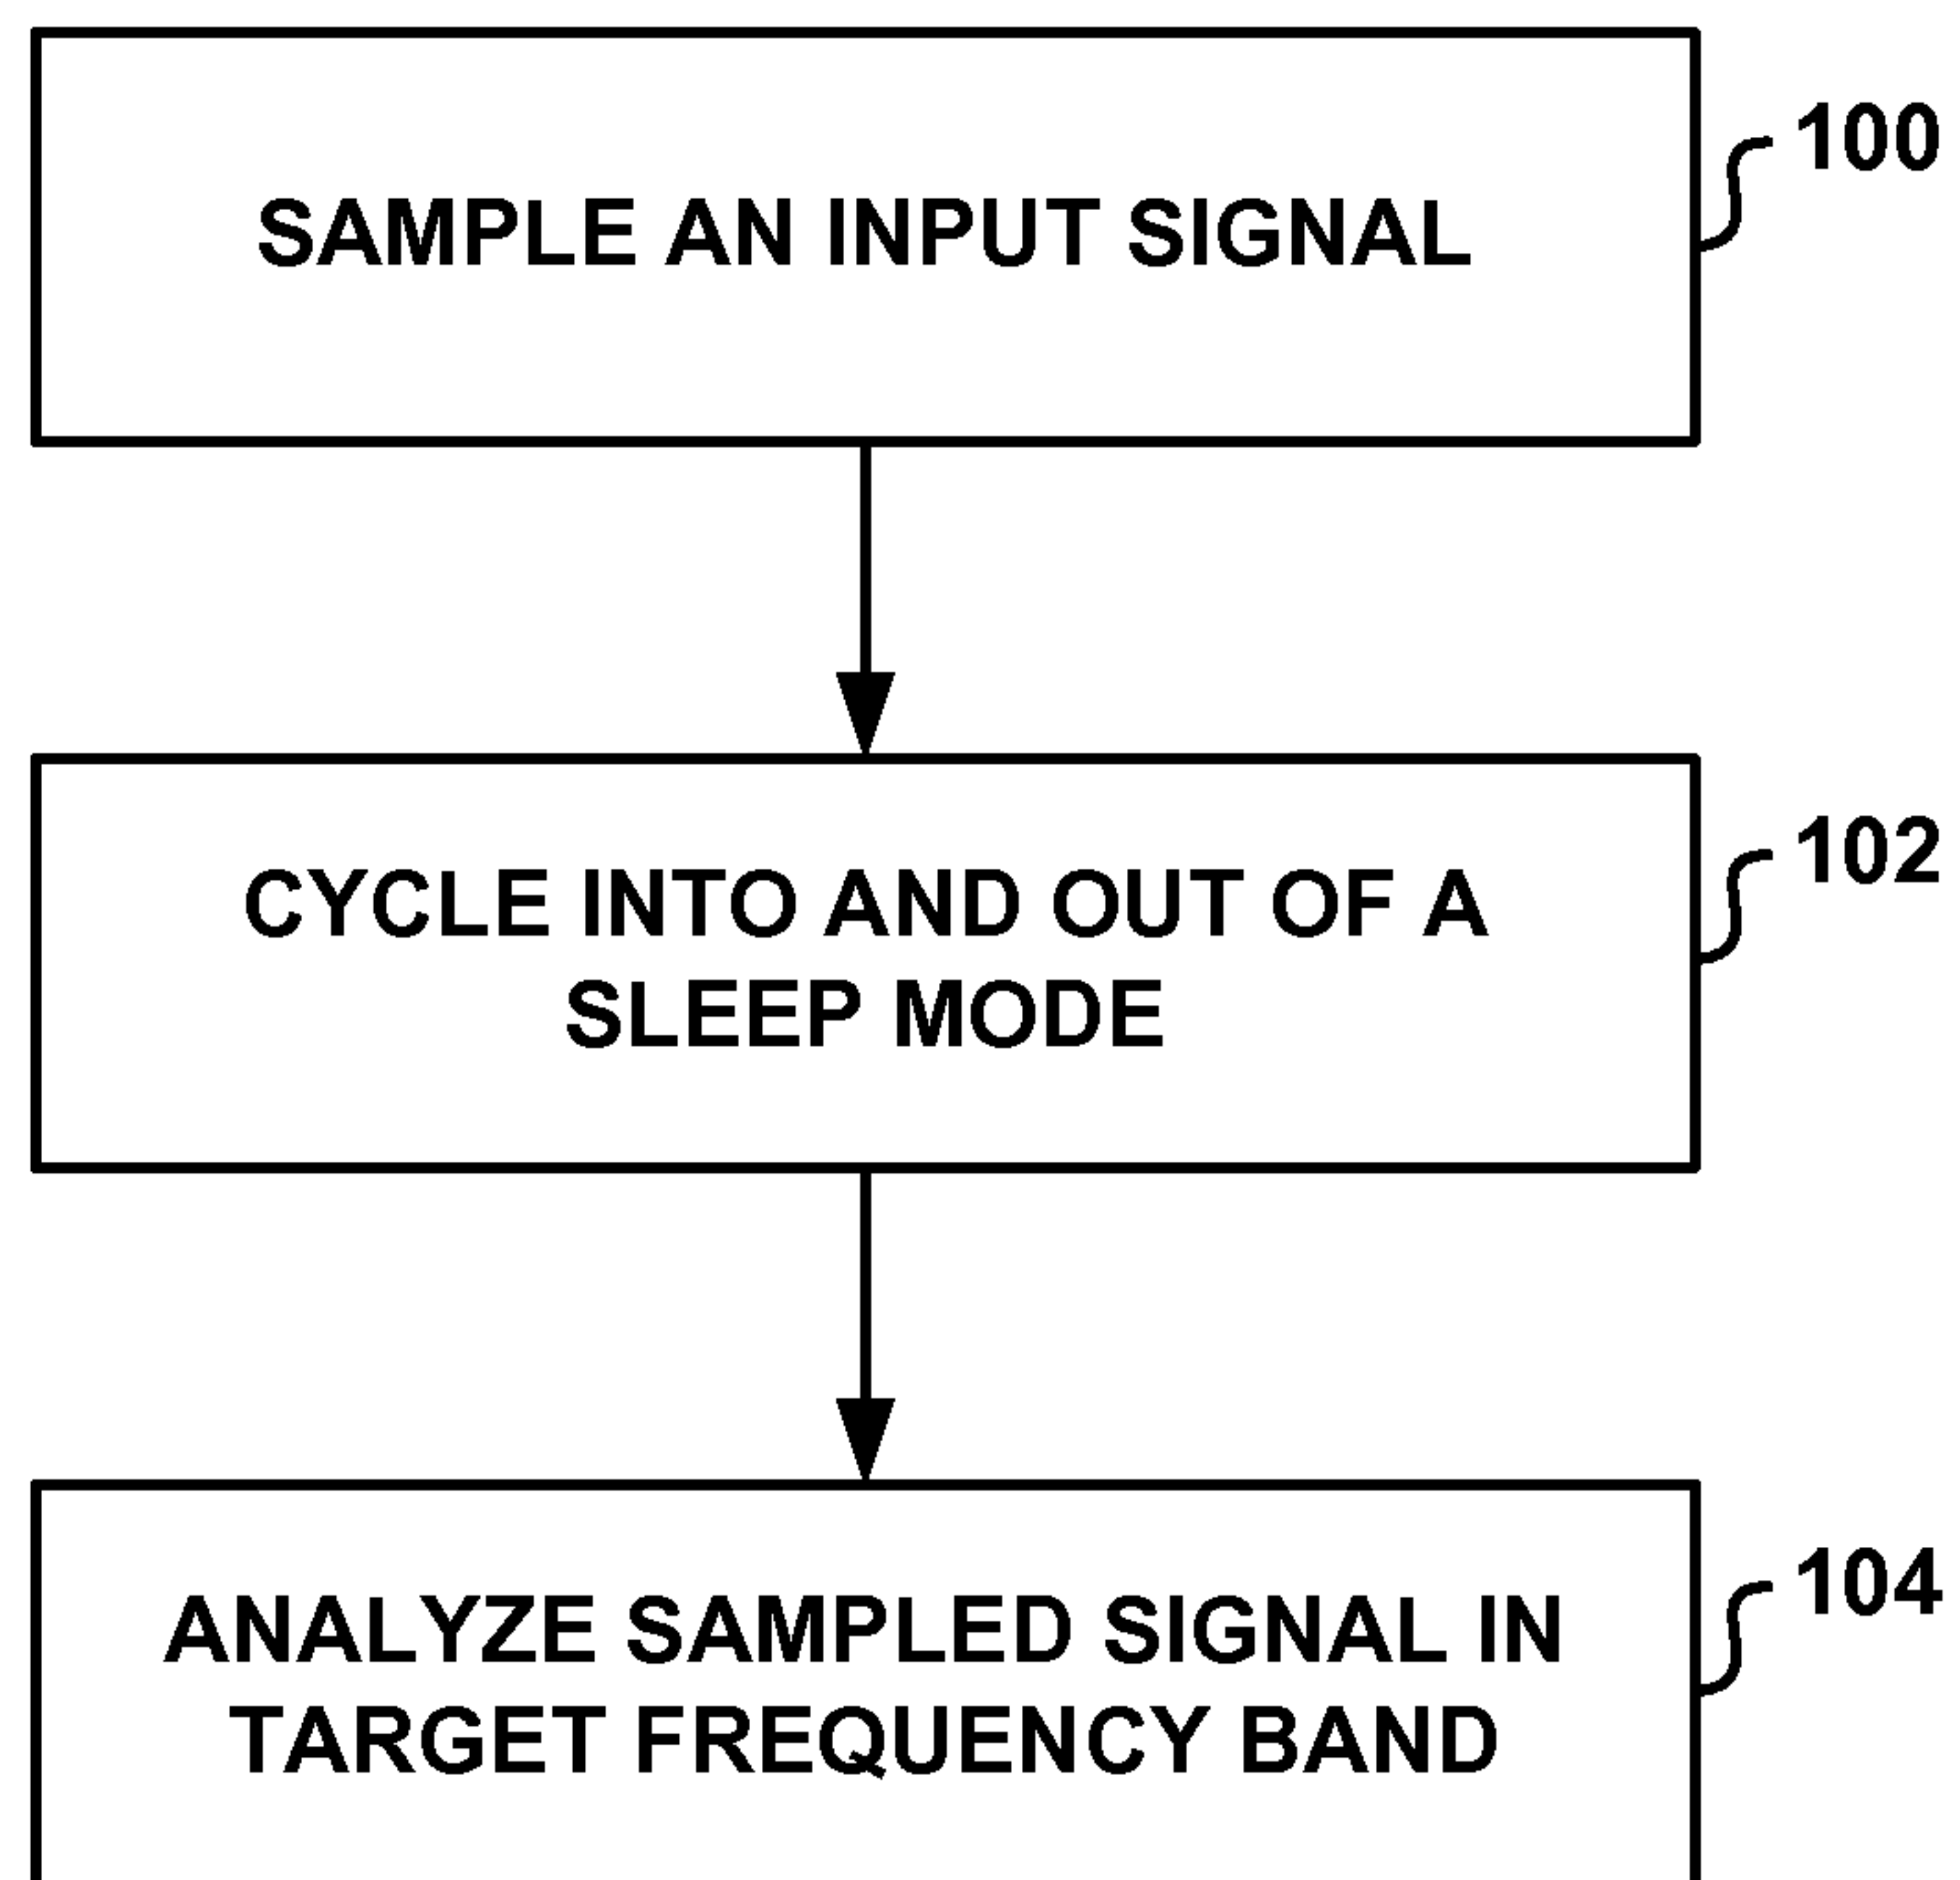 SAMPLE AN INPUT SIGNAL
100
CYCLE INTO AND OUT OF A
SLEEP MODE
102
ANALYZE SAMPLED SIGNAL IN
TARGET FREQUENCY BAND
104